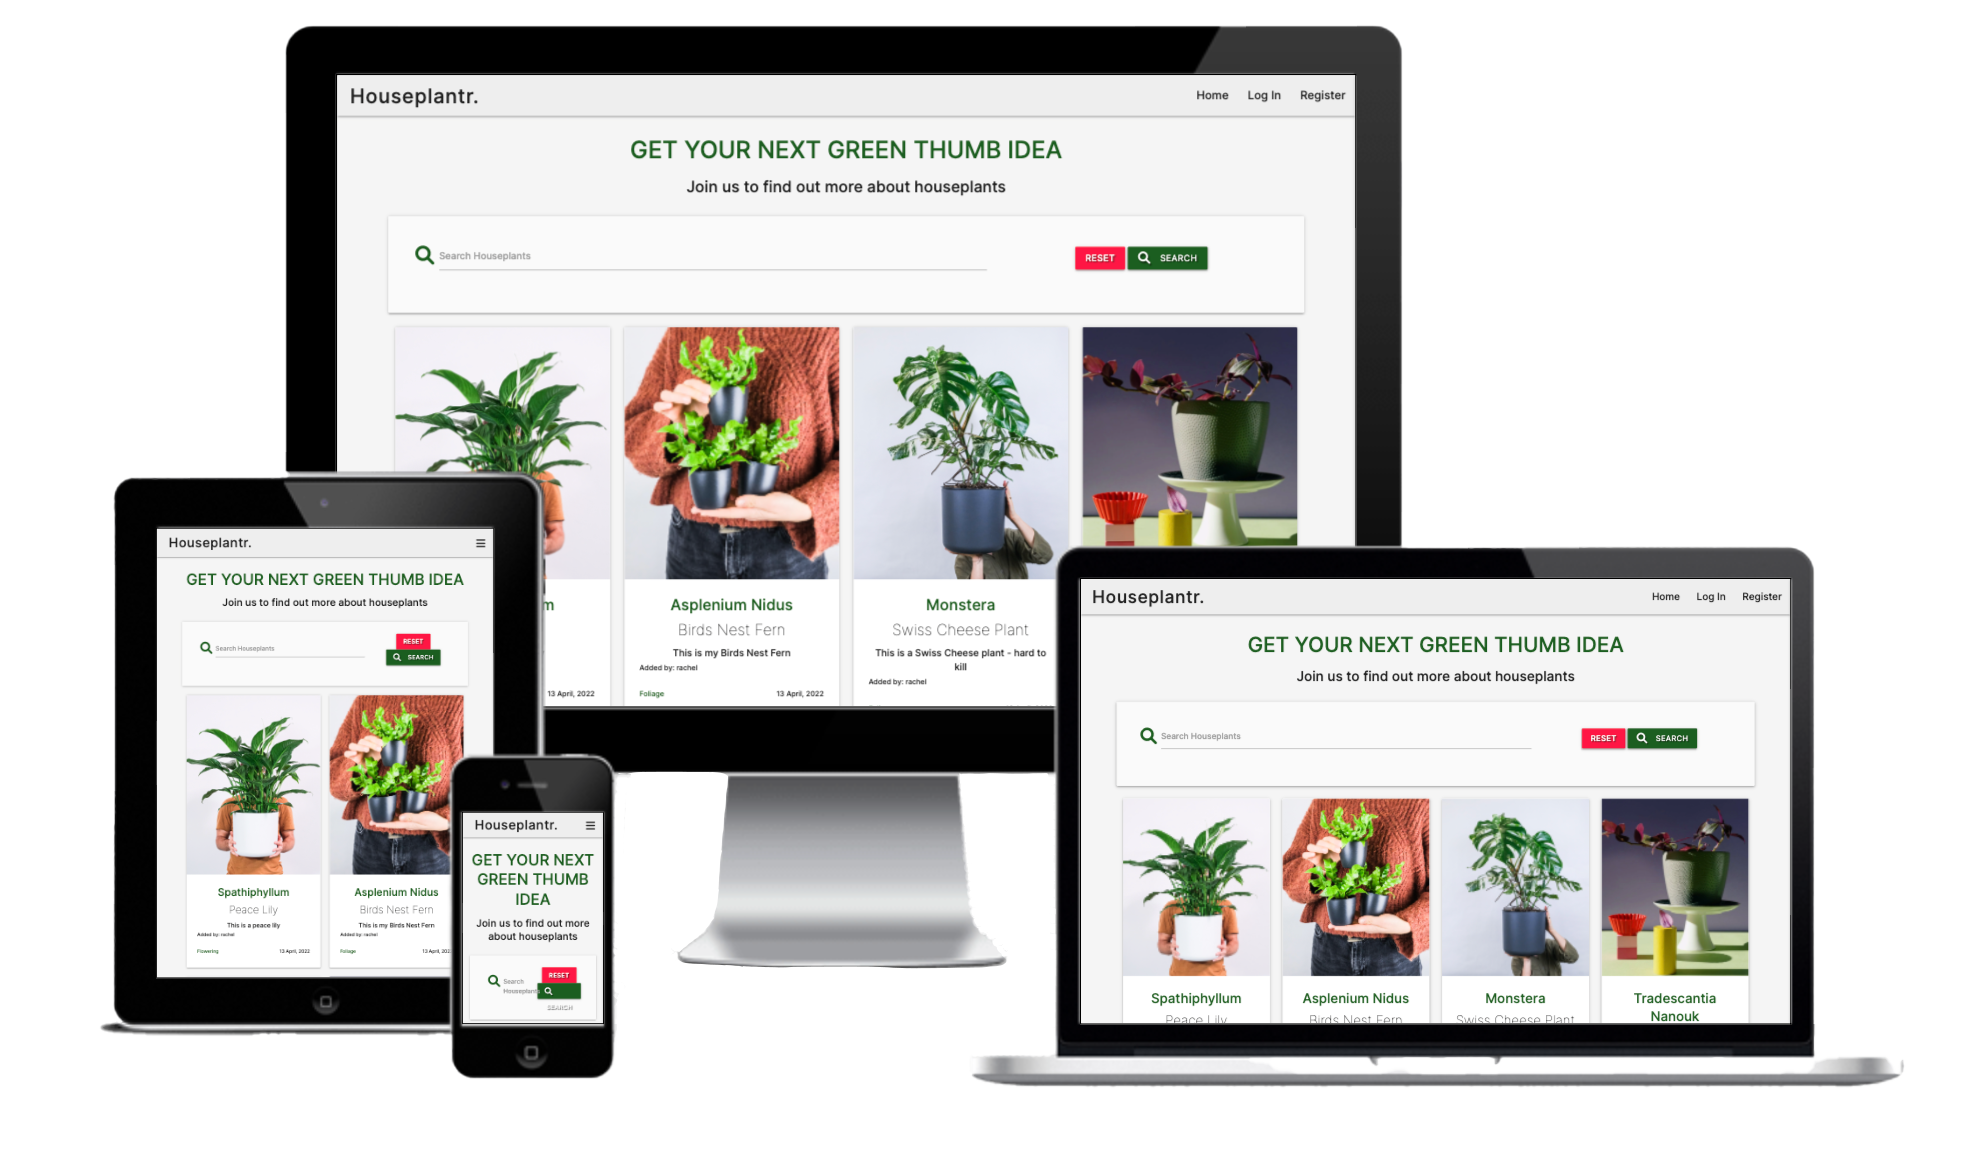 Houseplantr.
Home Log In Register
GET YOUR NEXT GREEN THUMB IDEA
Join us to find out more about houseplants
Search Houseplants
RESET SEARCH
m
Asplenium Nidus
Monstera
Birds Nest Fern
Swiss Cheese Plant
This is my Birds Nest Fern
This is a Swiss Cheese plant - hard to
kill
Added by: rachel
Added by: rachel
13 April, 2022
Foliage
13 April, 2022
Houseplantr.
GET YOUR NEXT GREEN THUMB IDEA
Join us to find out more about houseplants
Search Houseplants
RESET
SEARCH
Spathiphyllum
Peace Lily
This is a peace lily
Added by: rachel
Flowering
13 April, 2022
Asplenium Nidus
Birds Nest Fern
This is my Birds Nest Fern
Added by: rachel
Foliage
13 April, 202
Houseplantr.
GET YOUR NEXT
GREEN THUMB
IDEA
Join us to find out more
about houseplants
Search
Houseplants
RESET
SEARCH
Houseplantr.
Home Log In Register
GET YOUR NEXT GREEN THUMB IDEA
Join us to find out more about houseplants
Search Houseplants
RESET SEARCH
Spathiphyllum
Peace Lily
Asplenium Nidus
Birds Nest Fern
Monstera
Swiss Cheese Plant
Tradescantia
Nanouk